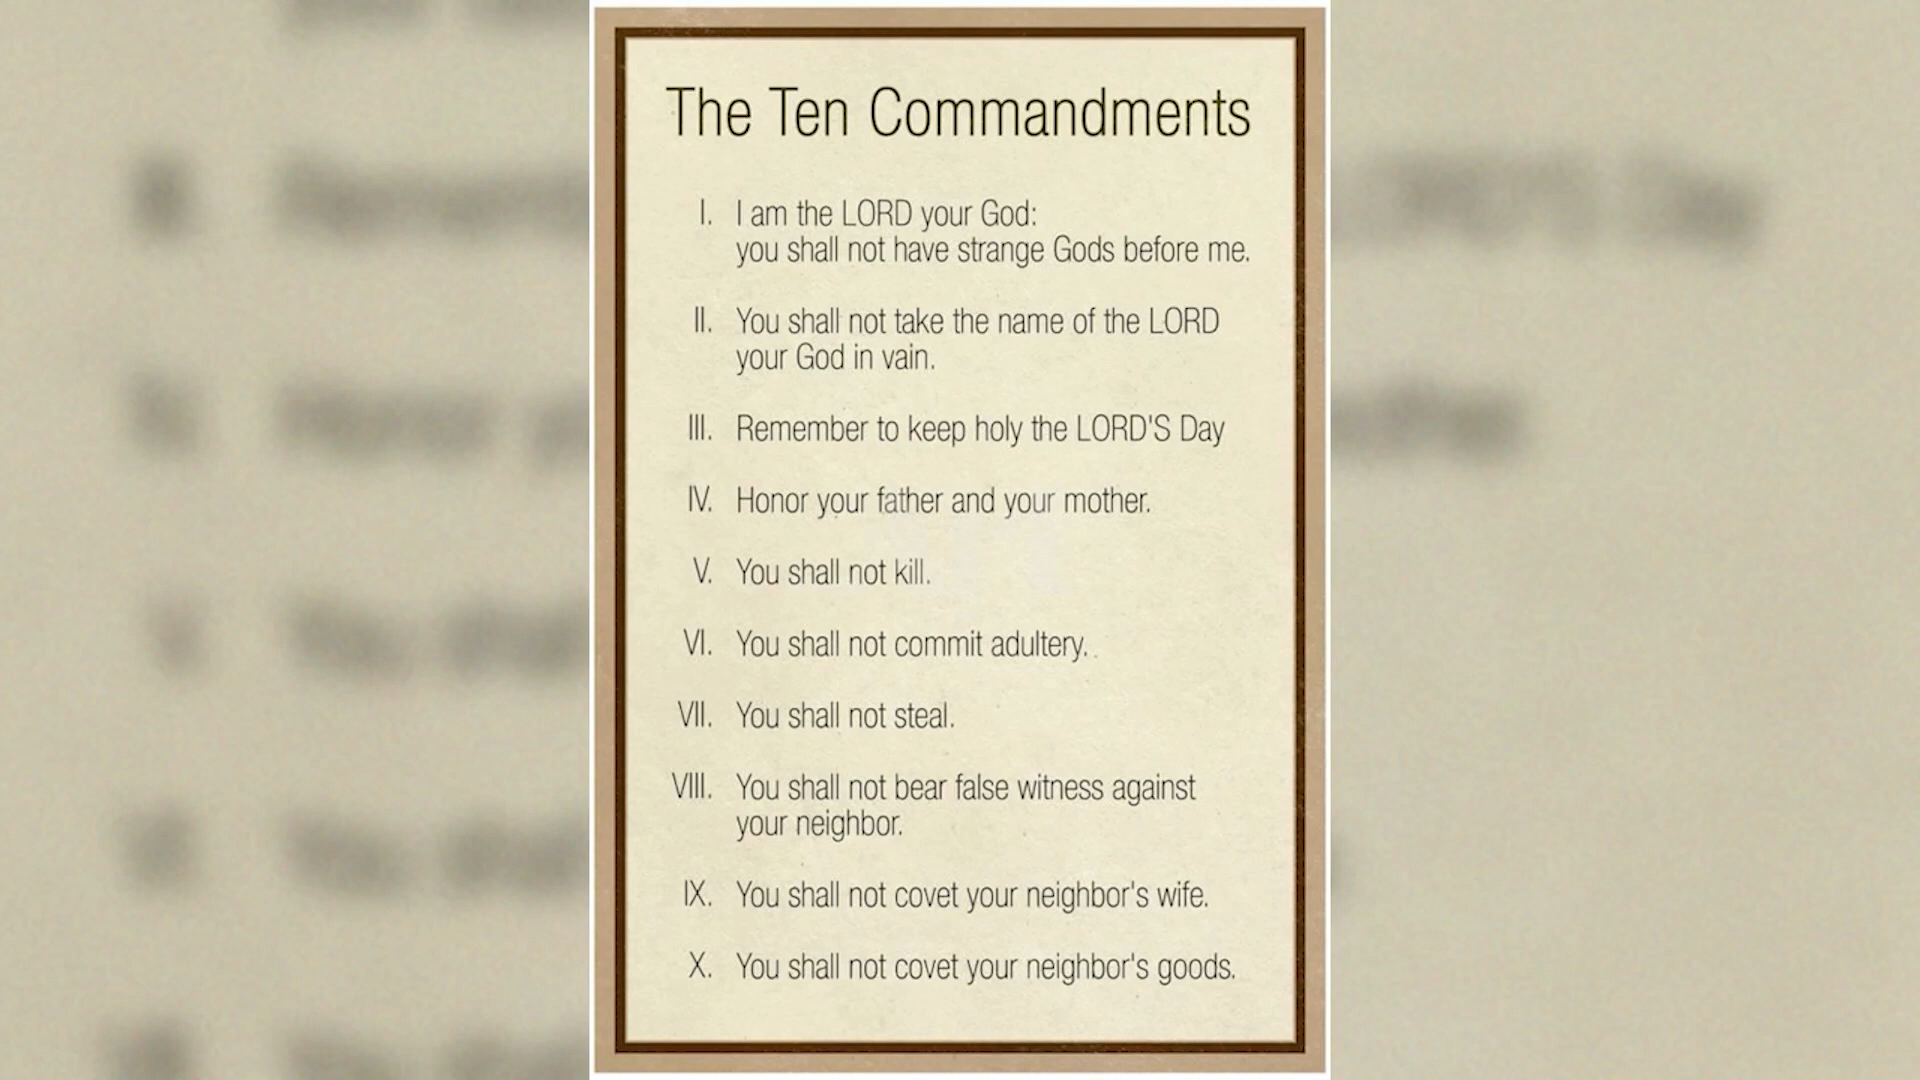 The Ten Commandments
I. I am the LORD your God:
you shall not have strange Gods before me.
II. You shall not take the name of the LORD
your God in vain.
III. Remember to keep holy the LORD'S Day
IV. Honor your father and your mother.
V. You shall not kill.
VI. You shall not commit adultery.
VII. You shall not steal.
VIII. You shall not bear false witness against
your neighbor.
IX. You shall not covet your neighbor's wife.
X. You shall not covet your neighbor's goods.